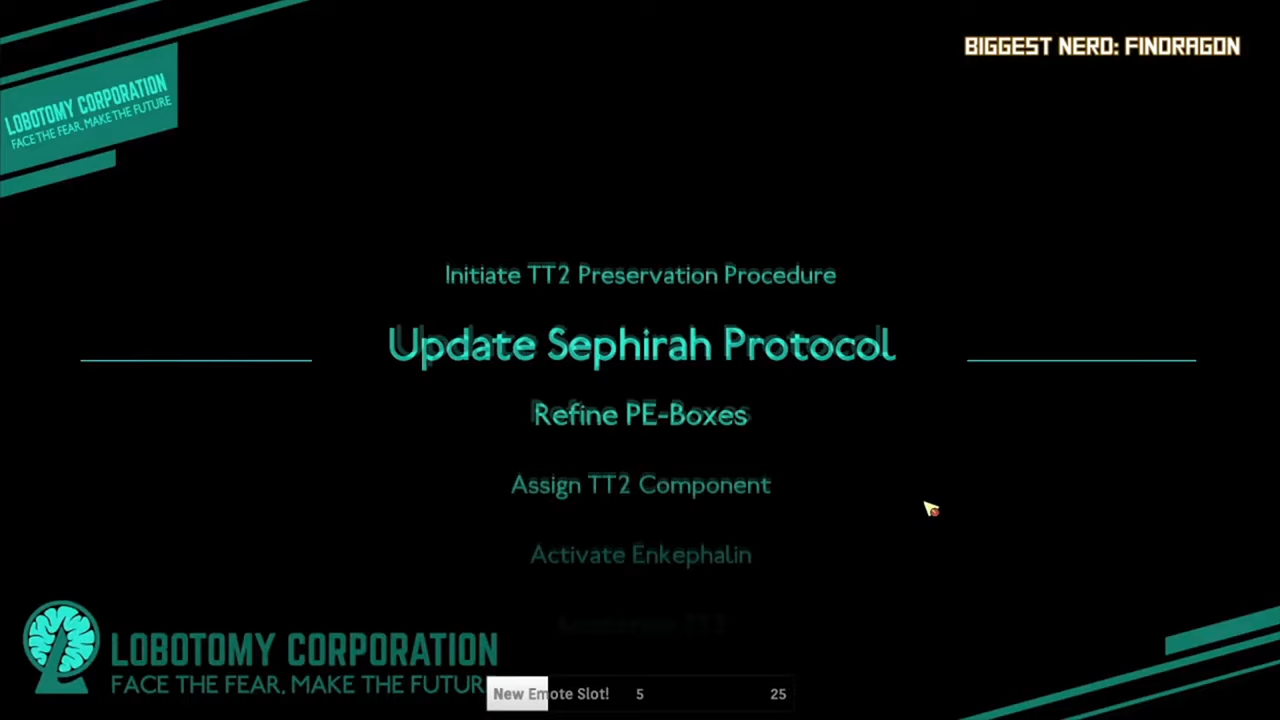 BIGGEST NERD: FINDRAGON
LOBOTOMY CORPORATION
FACE THE FEAR, MAKE THE FUTURE
Initiate TT2 Preservation Procedure
Update Sephirah Protocol
Refine PE-Boxes
Assign TT2 Component
Activate Enkephalin
LOBOTOMY CORPORATION
FACE THE FEAR, MAKE THE FUTUR
New Emote Slot! 5 25